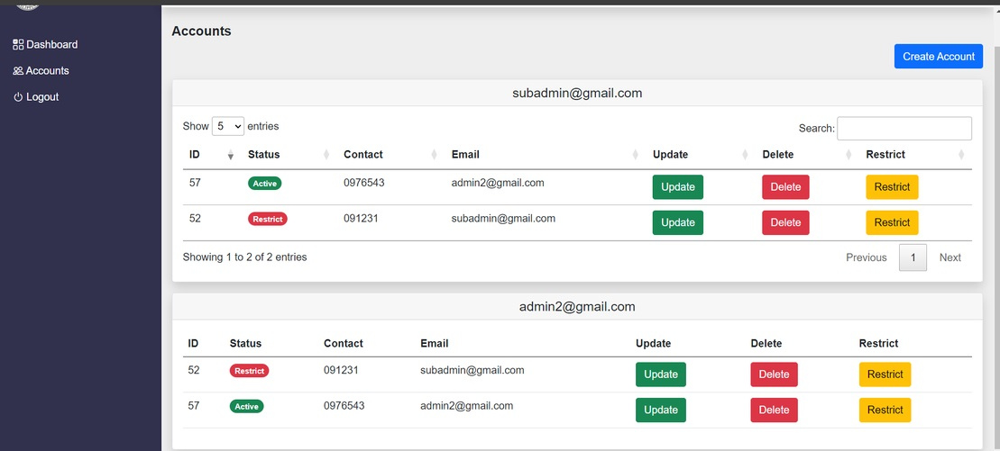 Dashboard
Accounts
Logout
Accounts
Create Account
subadmin@gmail.com
Show 5 entries
Search:
ID Status Contact Email Update Delete Restrict
57 Active 0976543 admin2@gmail.com Update Delete Restrict
52 Restrict 091231 subadmin@gmail.com Update Delete Restrict
Showing 1 to 2 of 2 entries
Previous 1 Next
admin2@gmail.com
ID Status Contact Email Update Delete Restrict
52 Restrict 091231 subadmin@gmail.com Update Delete Restrict
57 Active 0976543 admin2@gmail.com Update Delete Restrict